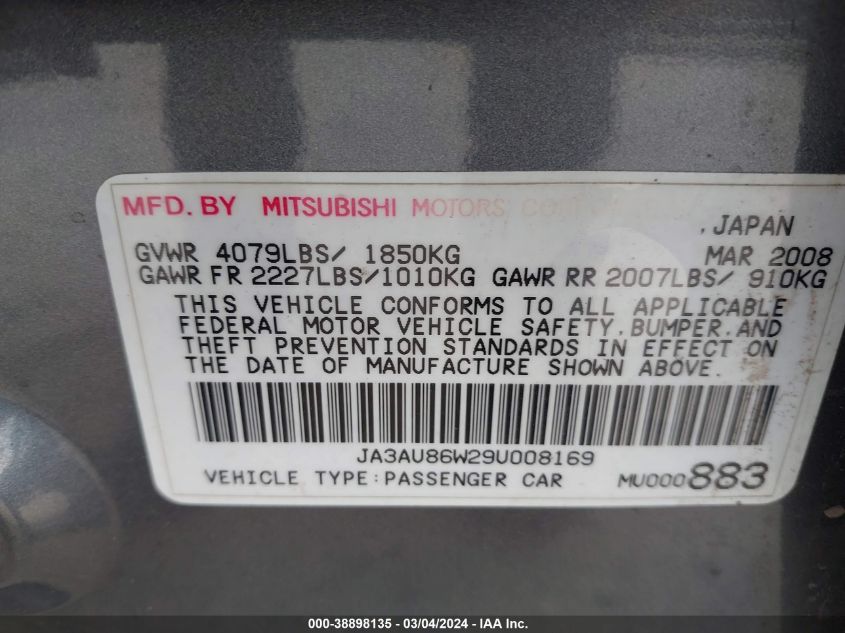 MFD. BY MITSUBISHI MOTORS
, JAPAN
GVWR 4079LBS/ 1850KG MAR 2008
GAWR FR 2227LBS/1010KG GAWR RR 2007LBS/ 910KG
THIS VEHICLE CONFORMS TO ALL APPLICABLE
FEDERAL MOTOR VEHICLE SAFETY, BUMPER, AND
THEFT PREVENTION STANDARDS IN EFFECT ON
THE DATE OF MANUFACTURE SHOWN ABOVE.
JA3AU86W29U008169
VEHICLE TYPE:PASSENGER CAR MU000883
000-38898135 - 03/04/2024 - IAA Inc.